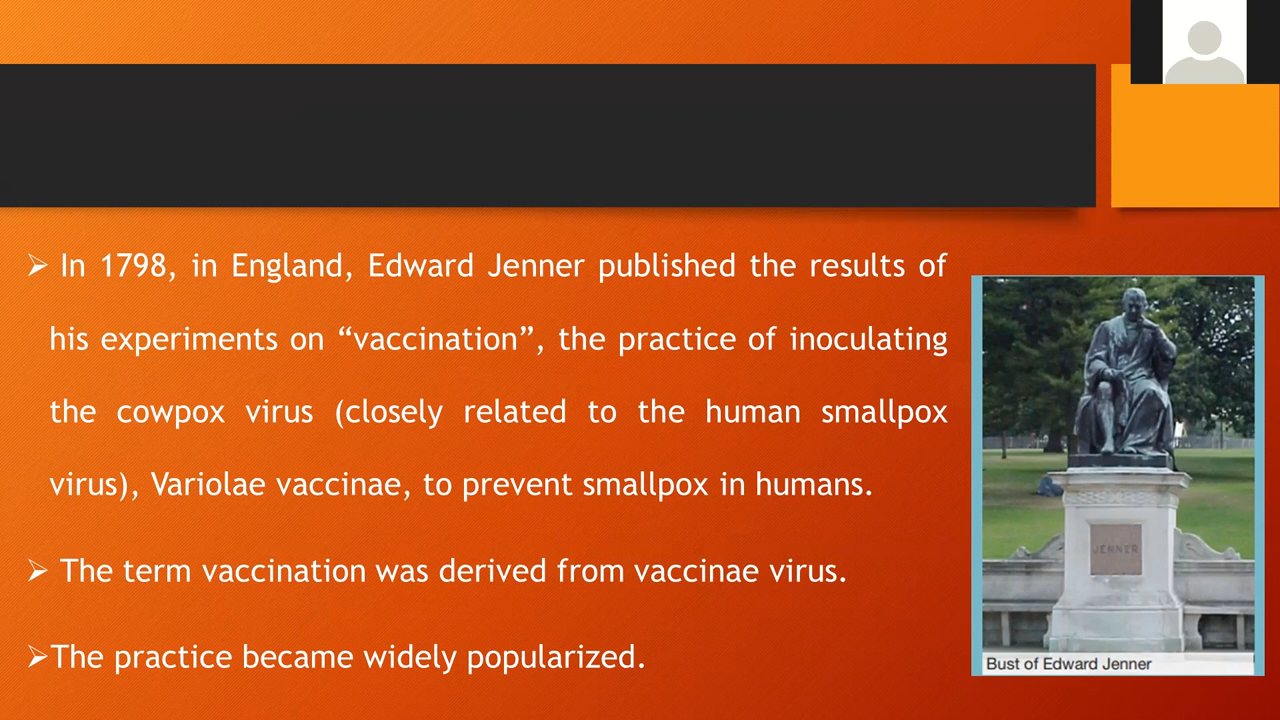 ➢ In 1798, in England, Edward Jenner published the results of
his experiments on “vaccination”, the practice of inoculating
the cowpox virus (closely related to the human smallpox
virus), Variolae vaccinae, to prevent smallpox in humans.
➢ The term vaccination was derived from vaccinae virus.
➢The practice became widely popularized.
JENNER
Bust of Edward Jenner